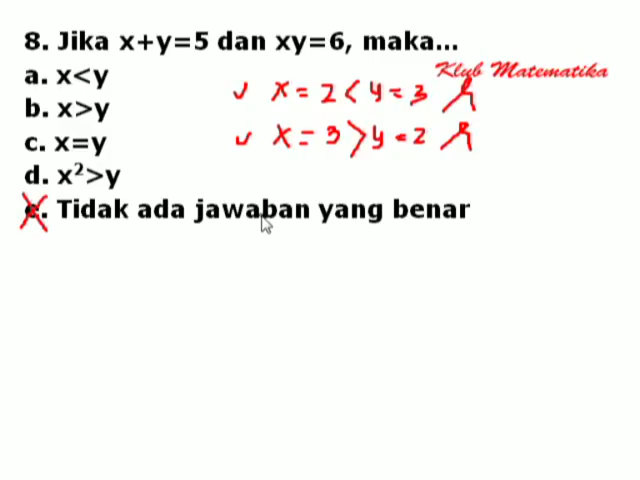 8. Jika x+y=5 dan xy=6, maka...
Klub Matematika
a. x<y
x = 2 < y = 3
b. x>y
x = 3 > y = 2
c. x=y
d. x²>y
e. Tidak ada jawaban yang benar